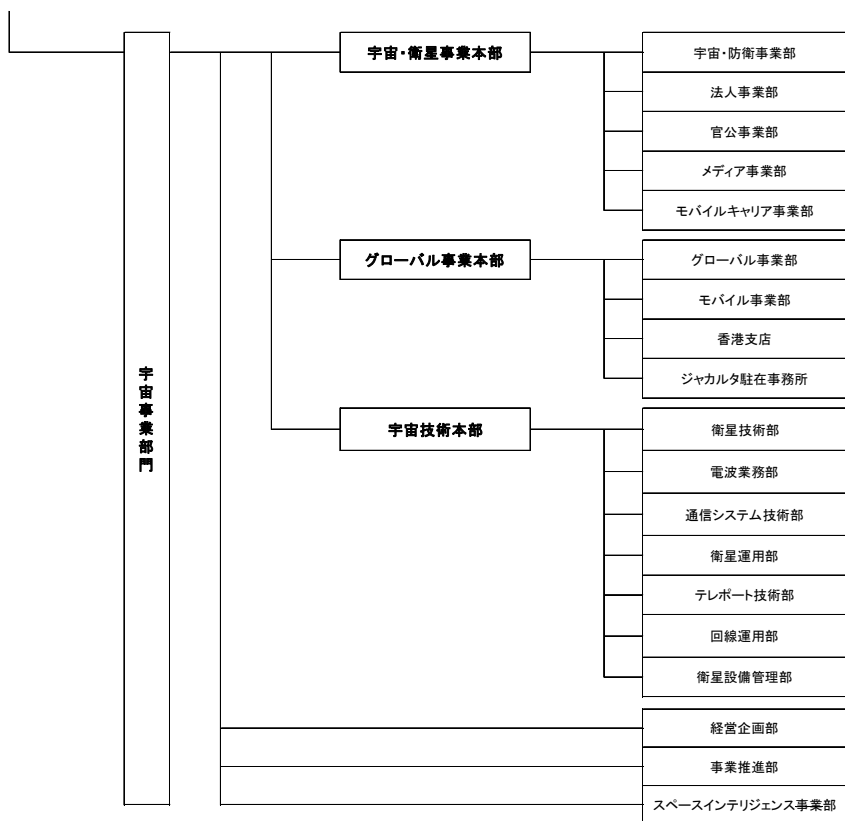 宇宙事業部門
宇宙・衛星事業本部
宇宙・防衛事業部
法人事業部
官公事業部
メディア事業部
モバイルキャリア事業部
グローバル事業本部
グローバル事業部
モバイル事業部
香港支店
ジャカルタ駐在事務所
宇宙技術本部
衛星技術部
電波業務部
通信システム技術部
衛星運用部
テレポート技術部
回線運用部
衛星設備管理部
経営企画部
事業推進部
スペースインテリジェンス事業部